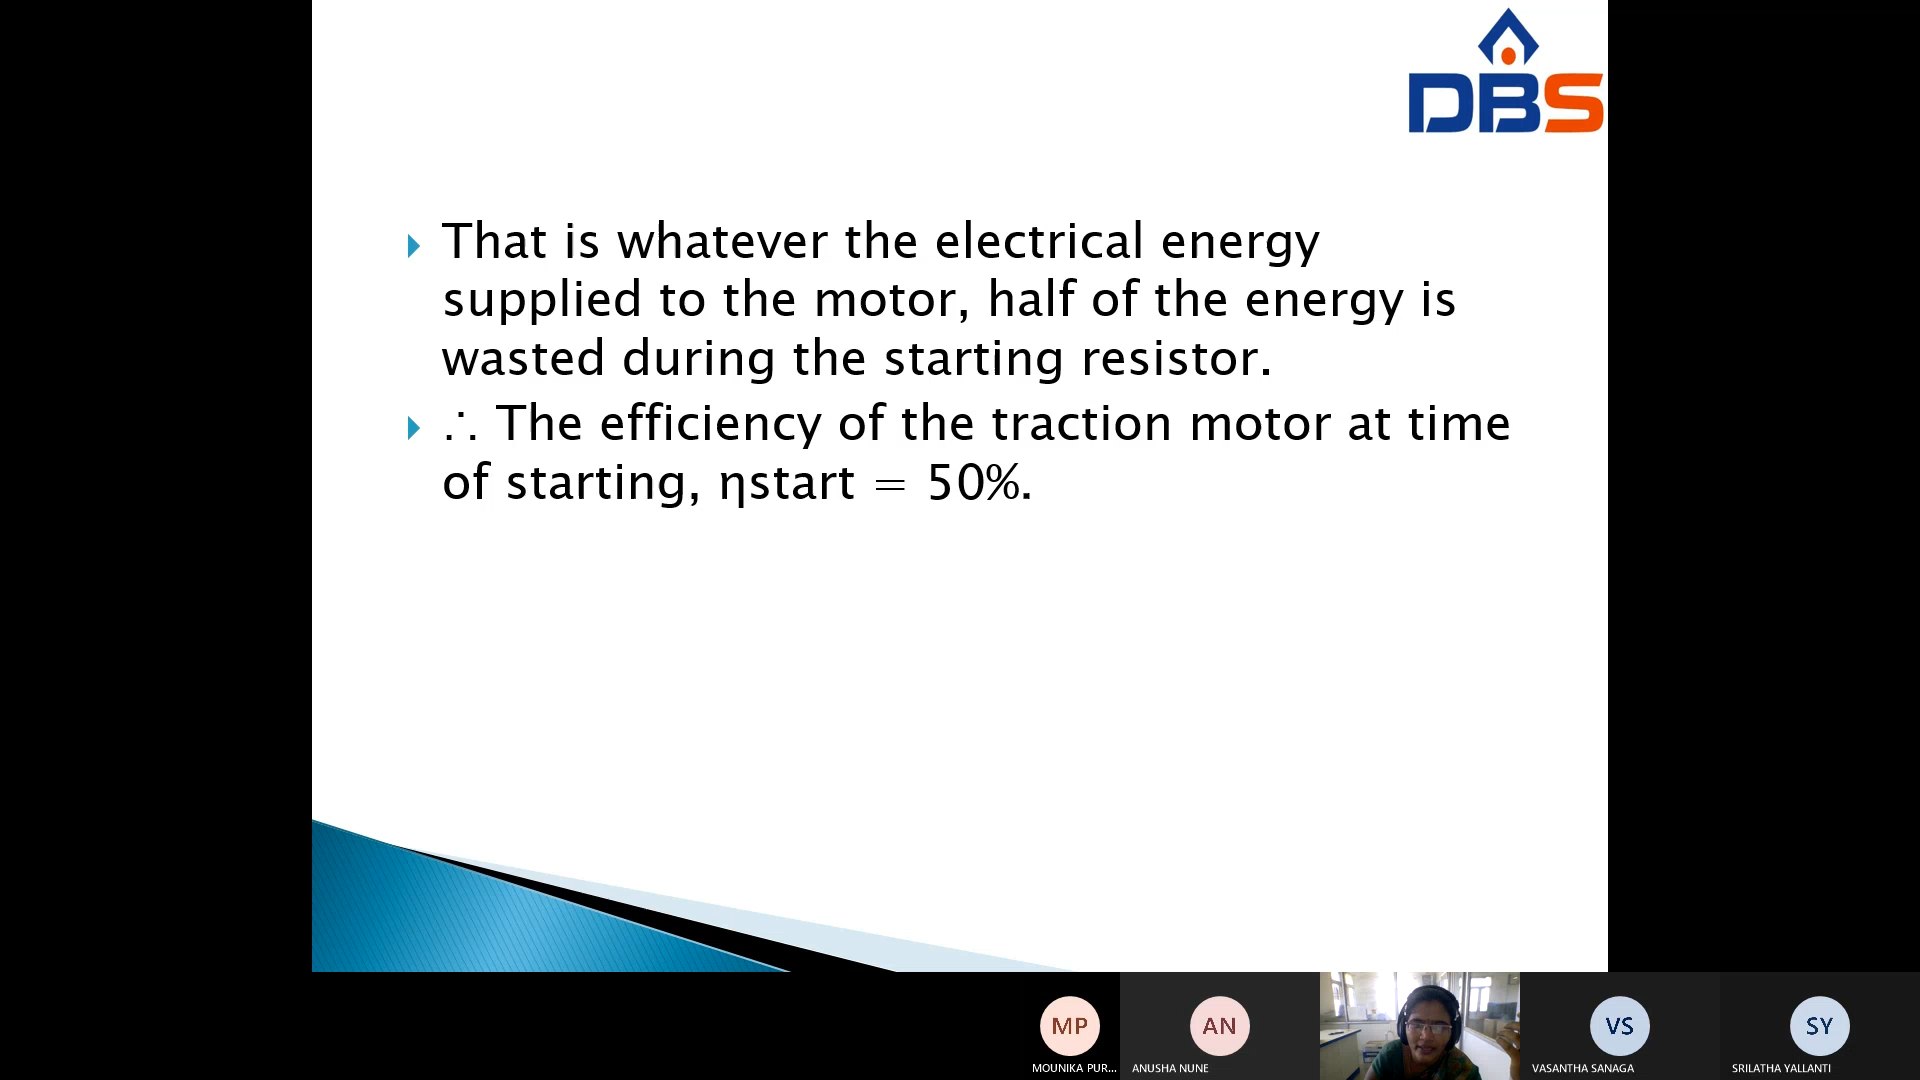 DBS
That is whatever the electrical energy
supplied to the motor, half of the energy is
wasted during the starting resistor.
∴ The efficiency of the traction motor at time
of starting, ηstart = 50%.
MP
AN
VS
SY
MOUNIKA PUR...
ANUSHA NUNE
VASANTHA SANAGA
SRILATHA YALLANTI